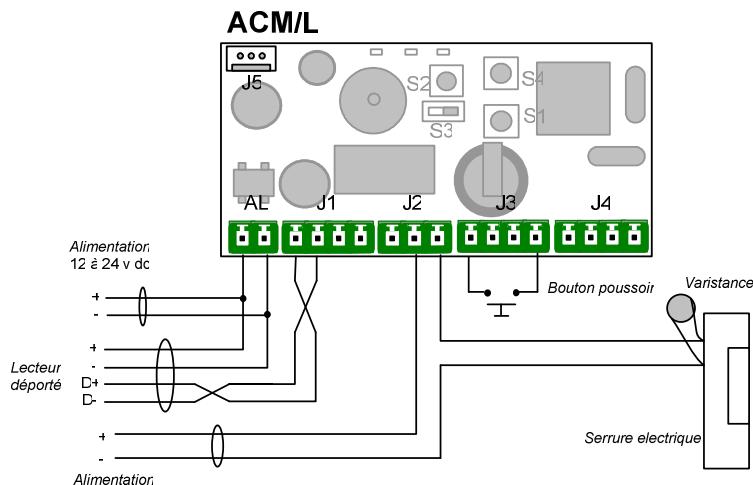 ACM/L
J5
S2
S4
S3
S1
AL
J1
J2
J3
J4
Alimentation
12 à 24 v dc
+
-
Bouton poussoir
Varistance
Lecteur
déporté
+
-
D+
D-
+
-
Alimentation
Serrure electrique